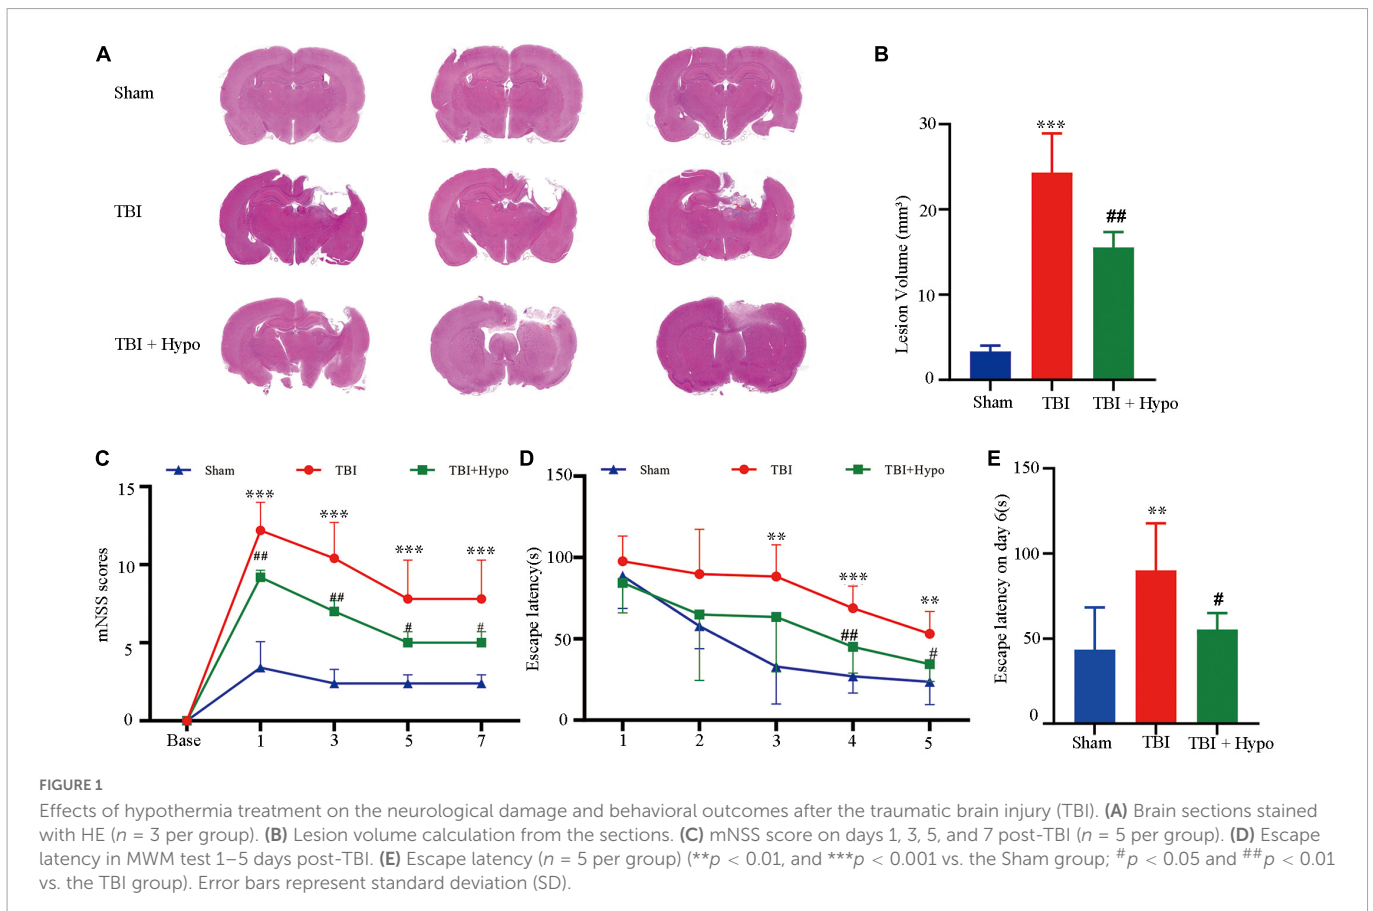 A
Sham
TBI
TBI + Hypo
B
Lesion Volume (mm³)
30
20
10
0
***
##
Sham
TBI
TBI + Hypo
C
Sham
TBI
TBI+Hypo
mNSS scores
15
10
5
0
***
***
***
***
##
##
#
#
Base
1
3
5
7
D
Sham
TBI
TBI+Hypo
Escape latency(s)
150
100
50
0
**
***
**
##
#
1
2
3
4
5
E
Escape latency on day 6(s)
150
100
50
0
**
#
Sham
TBI
TBI + Hypo
FIGURE 1
Effects of hypothermia treatment on the neurological damage and behavioral outcomes after the traumatic brain injury (TBI). (A) Brain sections stained
with HE (n = 3 per group). (B) Lesion volume calculation from the sections. (C) mNSS score on days 1, 3, 5, and 7 post-TBI (n = 5 per group). (D) Escape
latency in MWM test 1–5 days post-TBI. (E) Escape latency (n = 5 per group) (**p < 0.01, and ***p < 0.001 vs. the Sham group; #p < 0.05 and ##p < 0.01
vs. the TBI group). Error bars represent standard deviation (SD).